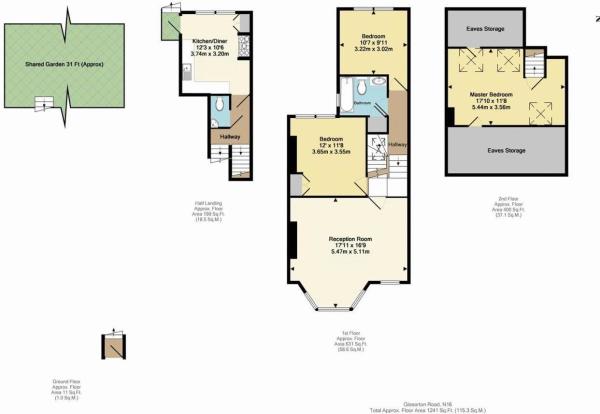 Shared Garden 31 Ft (Approx)
Kitchen/Diner
12'3 x 10'6
3.74m x 3.20m
Hallway
Half Landing
Approx. Floor
Area 199 Sq.Ft.
(18.5 Sq.M.)
Ground Floor
Approx. Floor
Area 11 Sq.Ft.
(1.0 Sq.M.)
Bedroom
10'7 x 9'11
3.22m x 3.02m
Bathroom
Hallway
Bedroom
12' x 11'8
3.65m x 3.55m
Reception Room
17'11 x 16'9
5.47m x 5.11m
1st Floor
Approx. Floor
Area 631 Sq.Ft.
(58.6 Sq.M.)
Eaves Storage
Master Bedroom
17'10 x 11'8
5.44m x 3.56m
Eaves Storage
2nd Floor
Approx. Floor
Area 400 Sq.Ft.
(37.1 Sq.M.)
Road, N16
Total Approx. Floor Area 1241 Sq.Ft. (115.3 Sq.M.)